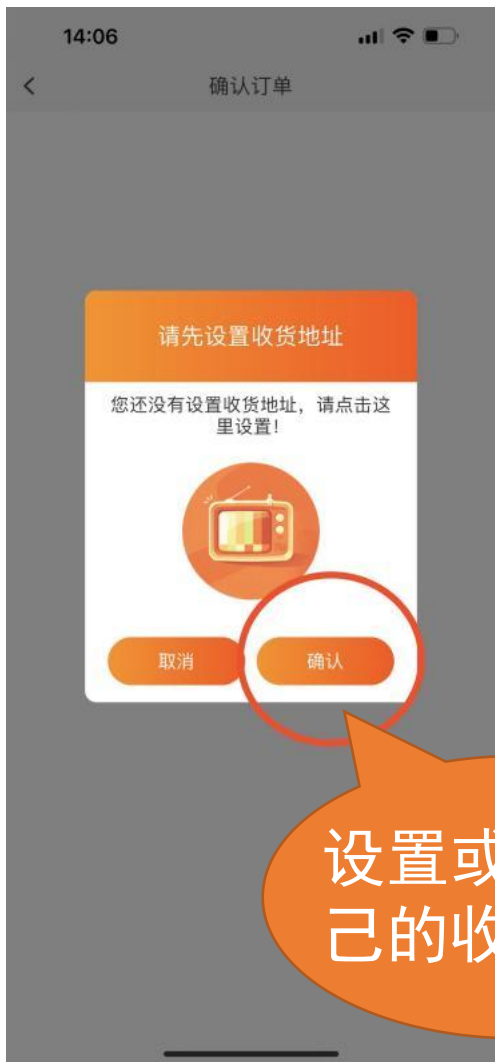 14:06
确认订单
请先设置收货地址
您还没有设置收货地址，请点击这
里设置！
取消
确认
设置或
己的收